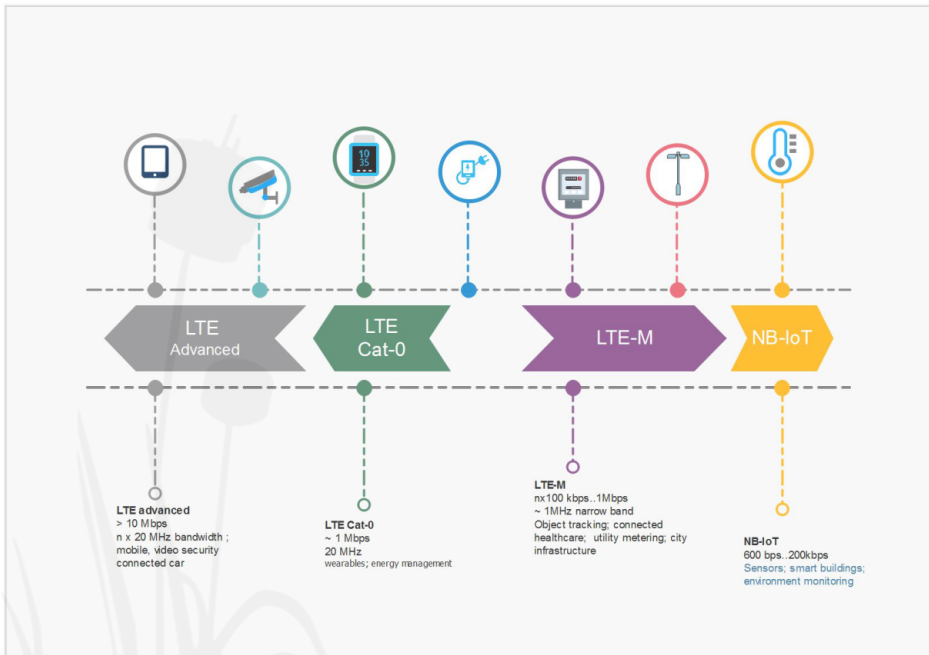 10
35
LTE
Advanced
LTE
Cat-0
LTE-M
NB-IoT
LTE advanced
> 10 Mbps
n x 20 MHz bandwidth ;
mobile, video security
connected car
LTE Cat-0
~ 1 Mbps
20 MHz
wearables; energy management
LTE-M
nx100 kbps..1Mbps
~ 1MHz narrow band
Object tracking; connected
healthcare; utility metering; city
infrastructure
NB-IoT
600 bps..200kbps
Sensors; smart buildings;
environment monitoring